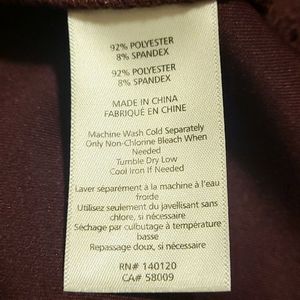 92% POLYESTER
8% SPANDEX
92% POLYESTER
8% SPANDEX
MADE IN CHINA
FABRIQUÉ EN CHINE
Machine Wash Cold Separately
Only Non-Chlorine Bleach When
Needed
Tumble Dry Low
Cool Iron If Needed
Laver séparément à la machine à l'eau
froide
Utilisez seulement du javellisant sans
chlore, si nécessaire
Séchage par culbutage à température
basse
Repassage doux, si nécessaire
RN# 140120
CA# 58009